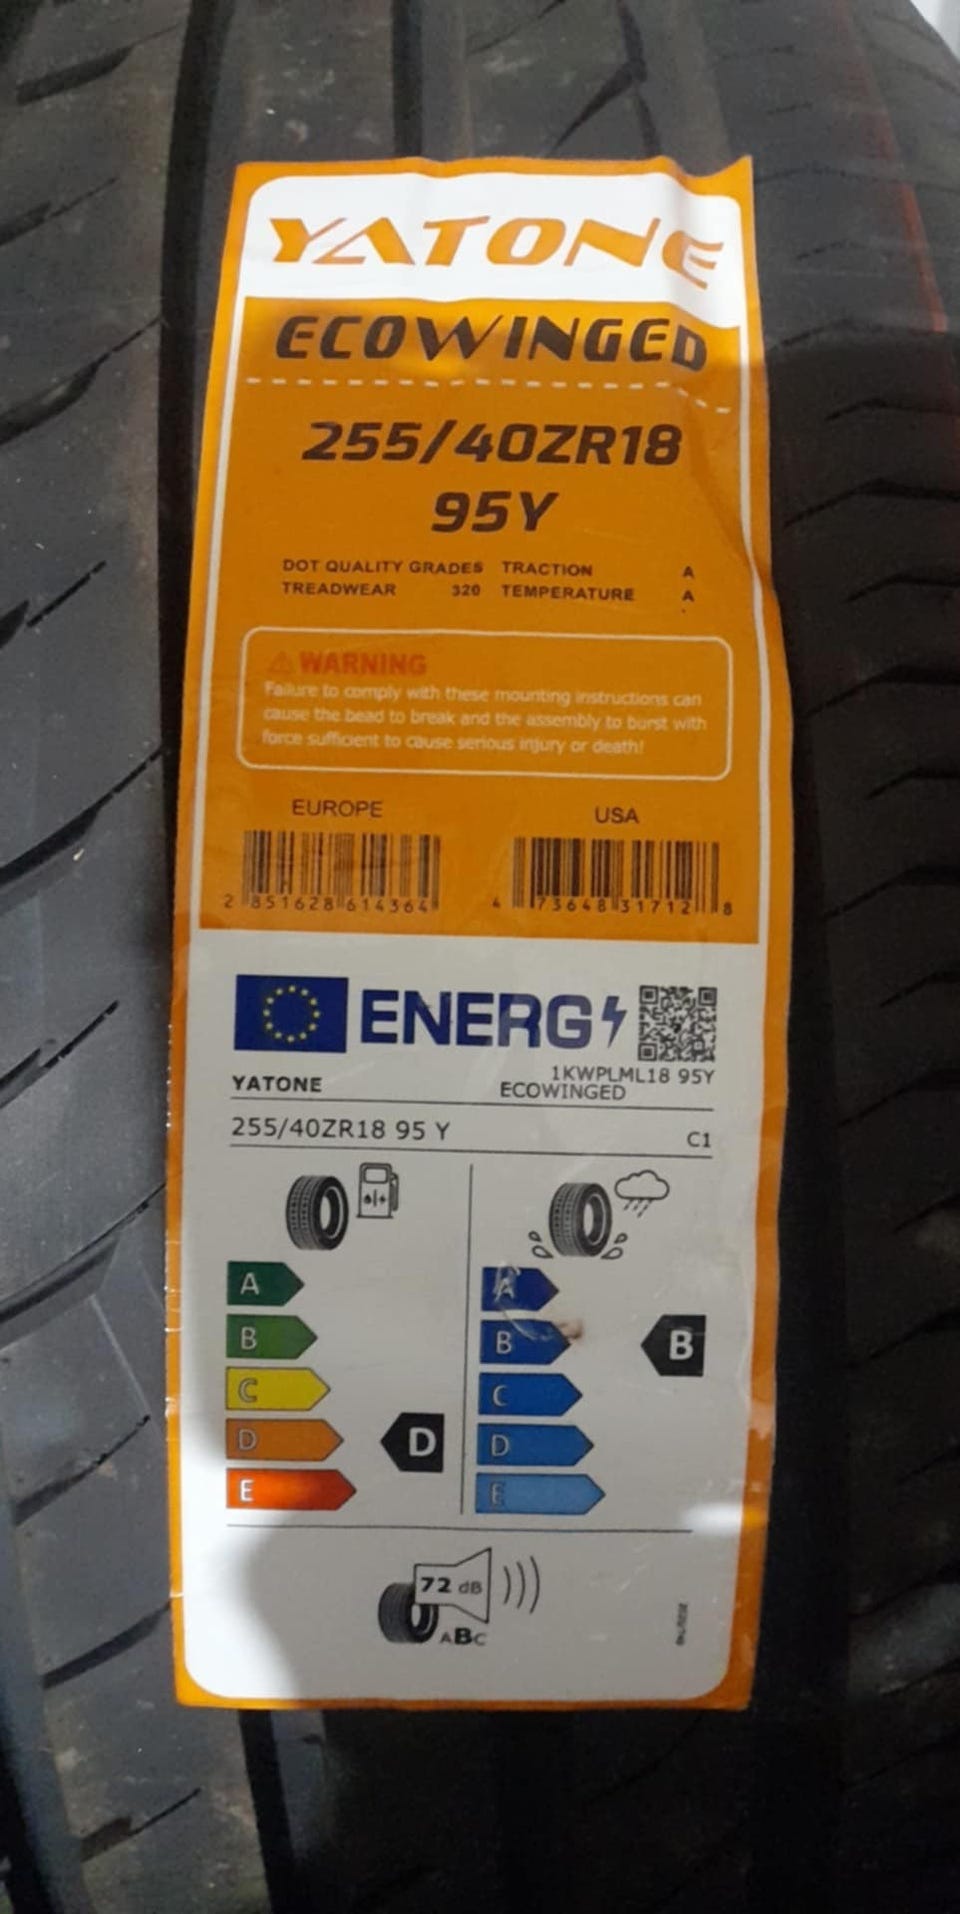 YATONE
ECOWINGED
255/40ZR18
95Y
DOT QUALITY GRADES TRACTION A
TREADWEAR 320 TEMPERATURE A
⚠ WARNING
Failure to comply with these mounting instructions can
cause the bead to break and the assembly to burst with
force sufficient to cause serious injury or death!
EUROPE USA
2 851628 614364 4 73648 31712 8
ENERG
1KWPLML18 95Y
YATONE ECOWINGED
255/40ZR18 95 Y C1
A A
B B B
C C
D D D
E E
72 dB
ABC